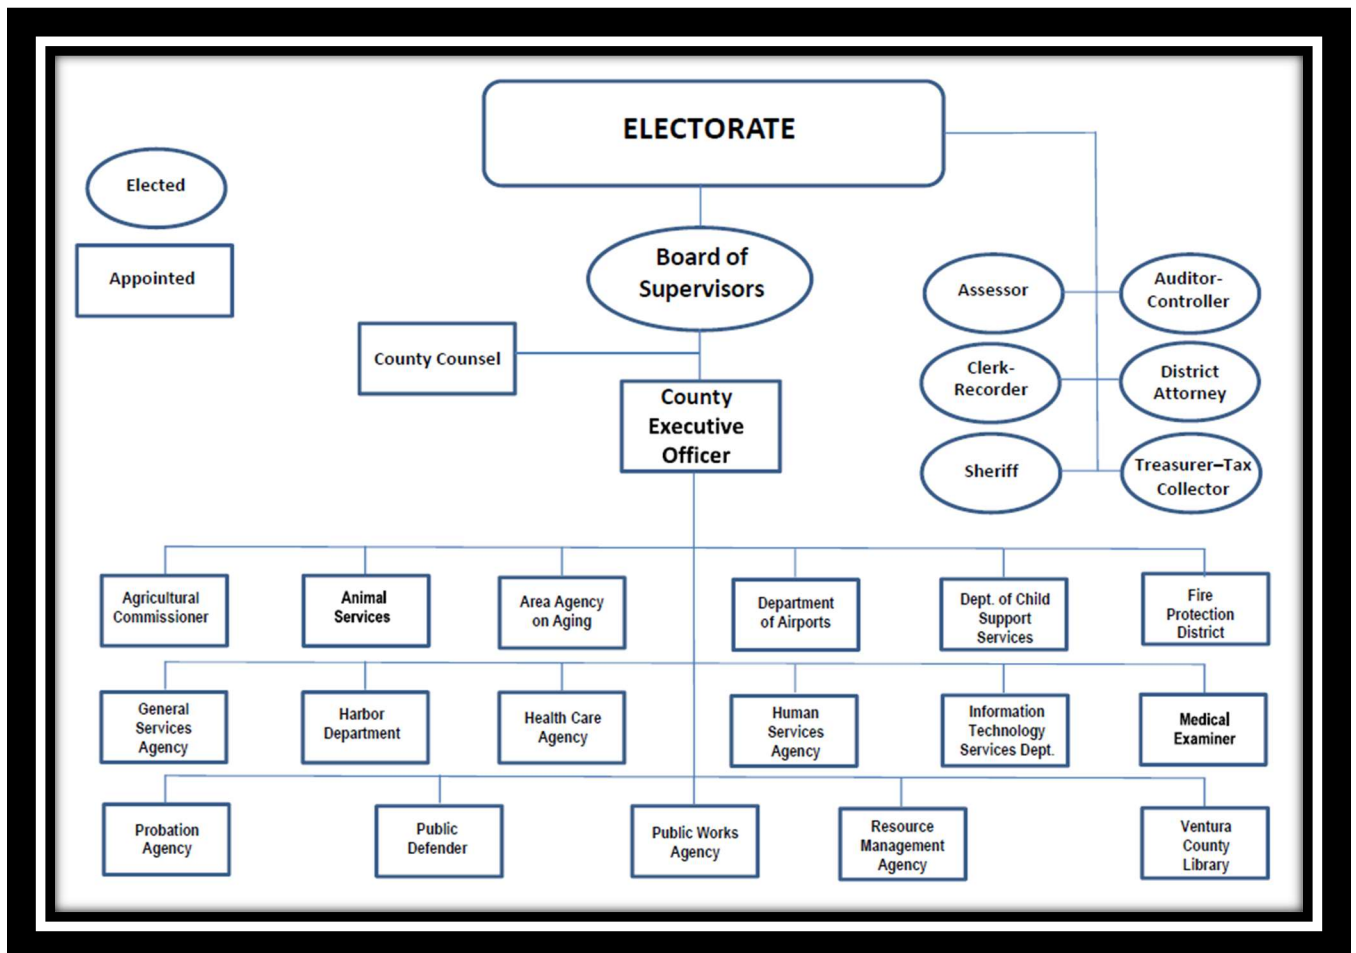 ELECTORATE
Elected
Appointed
Board of
Supervisors
County Counsel
County
Executive
Officer
Assessor
Auditor-
Controller
Clerk-
Recorder
District
Attorney
Sheriff
Treasurer–Tax
Collector
Agricultural
Commissioner
Animal
Services
Area Agency
on Aging
Department
of Airports
Dept. of Child
Support
Services
Fire
Protection
District
General
Services
Agency
Harbor
Department
Health Care
Agency
Human
Services
Agency
Information
Technology
Services Dept.
Medical
Examiner
Probation
Agency
Public
Defender
Public Works
Agency
Resource
Management
Agency
Ventura
County
Library